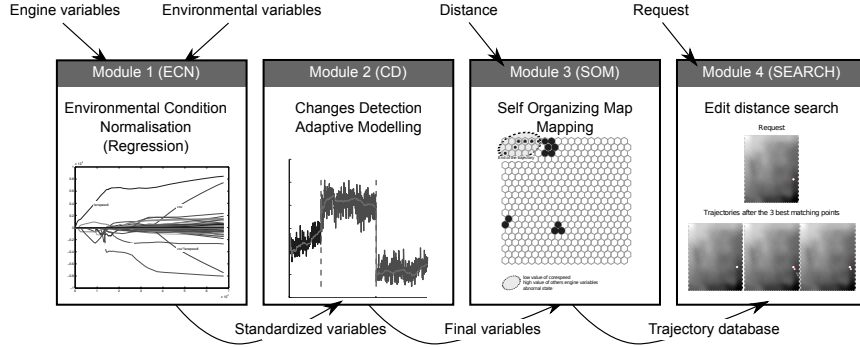 Engine variables
Environmental variables
Distance
Request
Module 1 (ECN)
Module 2 (CD)
Module 3 (SOM)
Module 4 (SEARCH)
Environmental Condition
Normalisation
(Regression)
Changes Detection
Adaptive Modelling
Self Organizing Map
Mapping
Edit distance search
Request
Trajectories after the 3 best matching points
low value of corespeed
high value of others engine variables
abnormal state
Standardized variables
Final variables
Trajectory database